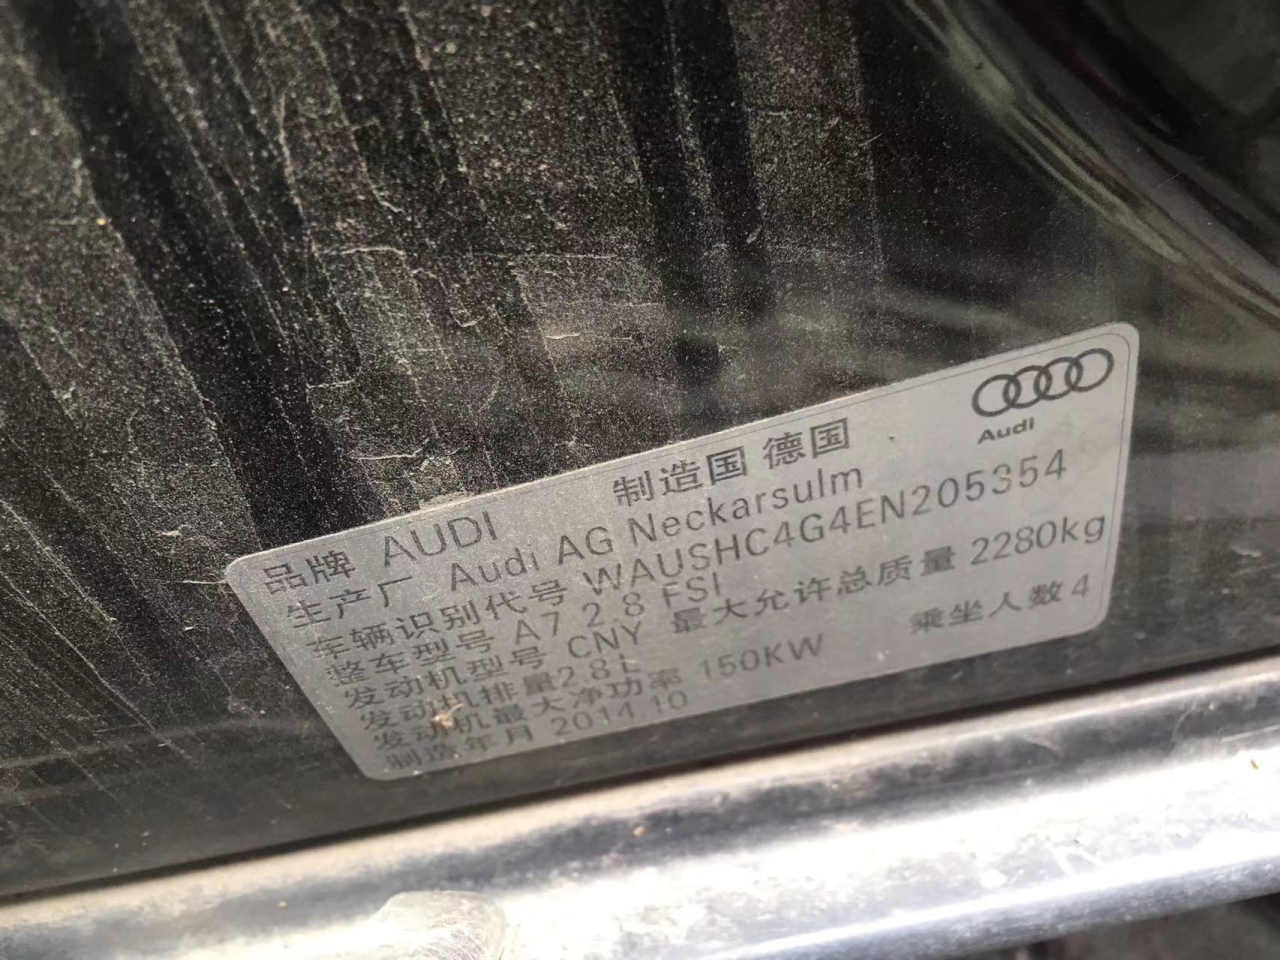 Audi
品牌 AUDI 制造国 德国
生产厂 Audi AG Neckarsulm
车辆识别代号 WAUSHC4G4EN205354
整车型号 A7 2.8 FSI
发动机型号 CNY 最大允许总质量 2280kg
发动机排量2.8L
发动机最大净功率 150KW 乘坐人数4
制造年月 2014.10